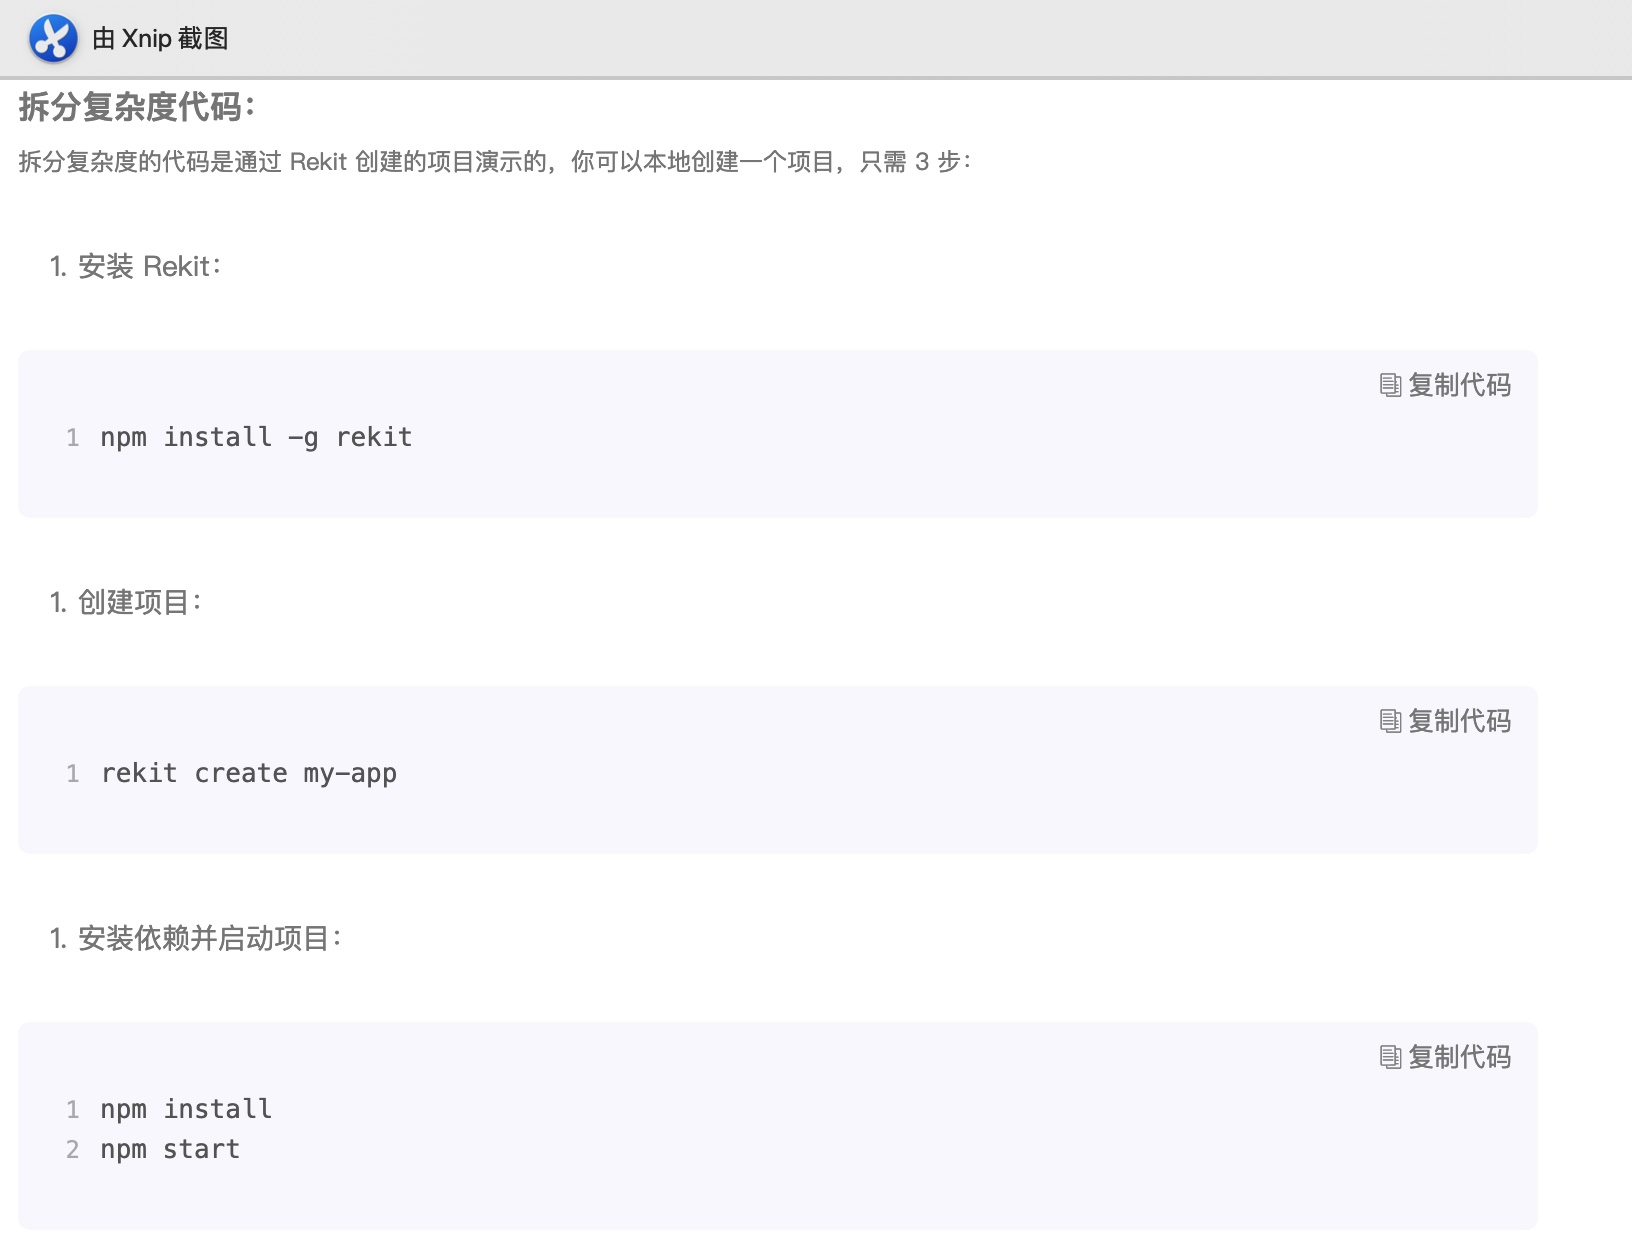 由 Xnip 截图
拆分复杂度代码：
拆分复杂度的代码是通过 Rekit 创建的项目演示的，你可以本地创建一个项目，只需 3 步：
1. 安装 Rekit：
复制代码
1 npm install -g rekit
1. 创建项目：
复制代码
1 rekit create my-app
1. 安装依赖并启动项目：
复制代码
1 npm install
2 npm start